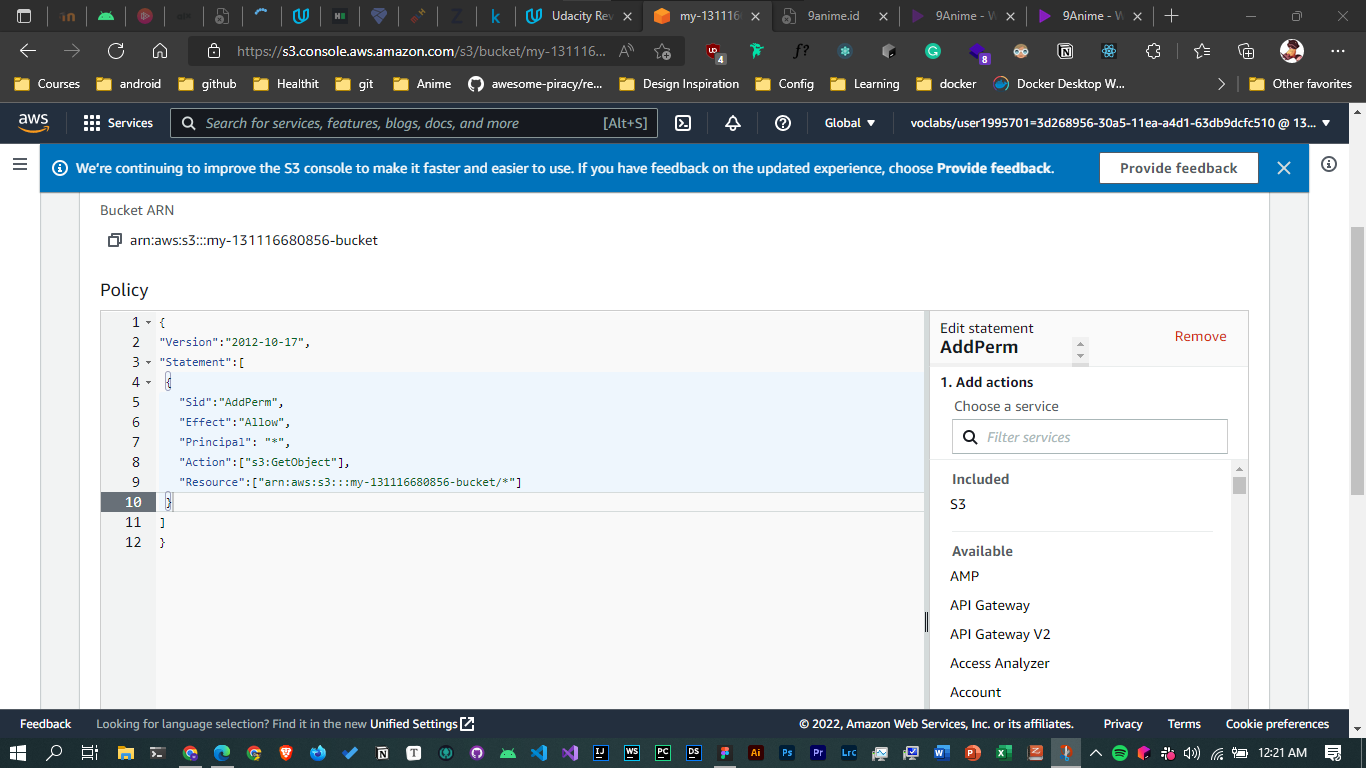 Udacity Rev
my-131116
9anime.id
9Anime - W
9Anime - W
https://s3.console.aws.amazon.com/s3/bucket/my-131116...
4
f?
8
Courses
android
github
Healthit
git
Anime
awesome-piracy/re...
Design Inspiration
Config
Learning
docker
Docker Desktop W...
Other favorites
aws
Services
Search for services, features, blogs, docs, and more
[Alt+S]
Global
voclabs/user1995701=3d268956-30a5-11ea-a4d1-63db9dcfc510 @ 13...
We're continuing to improve the S3 console to make it faster and easier to use. If you have feedback on the updated experience, choose Provide feedback.
Provide feedback
Bucket ARN
arn:aws:s3:::my-131116680856-bucket
Policy
1 {
2 "Version":"2012-10-17",
3 "Statement":[
4 {
5 "Sid":"AddPerm",
6 "Effect":"Allow",
7 "Principal": "*",
8 "Action":["s3:GetObject"],
9 "Resource":["arn:aws:s3:::my-131116680856-bucket/*"]
10 }
11 ]
12 }
Edit statement
AddPerm
Remove
1. Add actions
Choose a service
Filter services
Included
S3
Available
AMP
API Gateway
API Gateway V2
Access Analyzer
Account
Feedback
Looking for language selection? Find it in the new Unified Settings
© 2022, Amazon Web Services, Inc. or its affiliates.
Privacy
Terms
Cookie preferences
12:21 AM